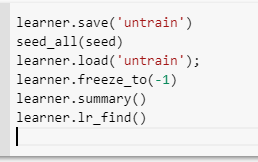 learner.save('untrain')
seed_all(seed)
learner.load('untrain');
learner.freeze_to(-1)
learner.summary()
learner.lr_find()